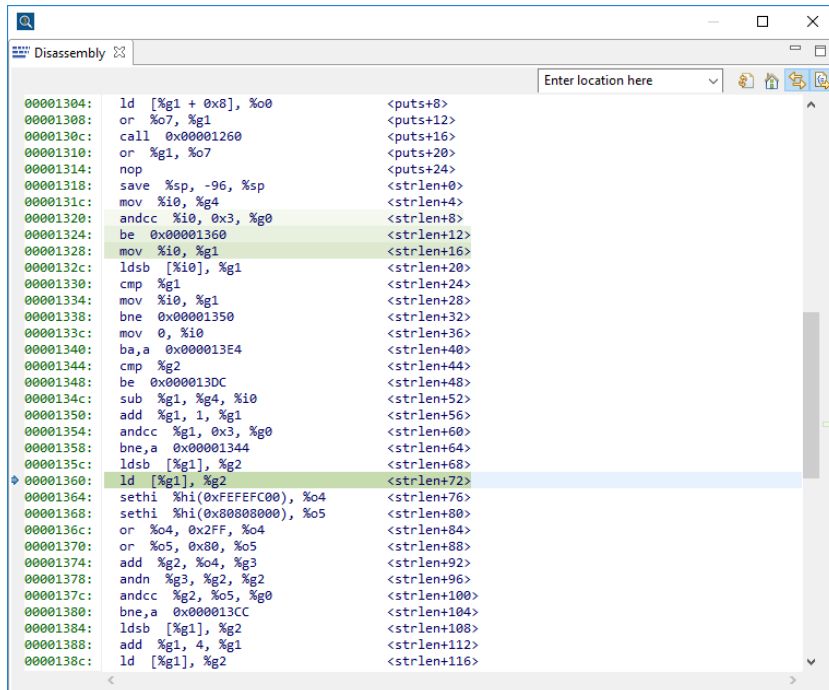 Disassembly
Enter location here
00001304: ld [%g1 + 0x8], %o0 <puts+8>
00001308: or %o7, %g1 <puts+12>
0000130c: call 0x00001260 <puts+16>
00001310: or %g1, %o7 <puts+20>
00001314: nop <puts+24>
00001318: save %sp, -96, %sp <strlen+0>
0000131c: mov %i0, %g4 <strlen+4>
00001320: andcc %i0, 0x3, %g0 <strlen+8>
00001324: be 0x00001360 <strlen+12>
00001328: mov %i0, %g1 <strlen+16>
0000132c: ldsb [%i0], %g1 <strlen+20>
00001330: cmp %g1 <strlen+24>
00001334: mov %i0, %g1 <strlen+28>
00001338: bne 0x00001350 <strlen+32>
0000133c: mov 0, %i0 <strlen+36>
00001340: ba,a 0x000013E4 <strlen+40>
00001344: cmp %g2 <strlen+44>
00001348: be 0x000013DC <strlen+48>
0000134c: sub %g1, %g4, %i0 <strlen+52>
00001350: add %g1, 1, %g1 <strlen+56>
00001354: andcc %g1, 0x3, %g0 <strlen+60>
00001358: bne,a 0x00001344 <strlen+64>
0000135c: ldsb [%g1], %g2 <strlen+68>
00001360: ld [%g1], %g2 <strlen+72>
00001364: sethi %hi(0xFEFEFC00), %o4 <strlen+76>
00001368: sethi %hi(0x80808000), %o5 <strlen+80>
0000136c: or %o4, 0x2FF, %o4 <strlen+84>
00001370: or %o5, 0x80, %o5 <strlen+88>
00001374: add %g2, %o4, %g3 <strlen+92>
00001378: andn %g3, %g2, %g2 <strlen+96>
0000137c: andcc %g2, %o5, %g0 <strlen+100>
00001380: bne,a 0x000013CC <strlen+104>
00001384: ldsb [%g1], %g2 <strlen+108>
00001388: add %g1, 4, %g1 <strlen+112>
0000138c: ld [%g1], %g2 <strlen+116>